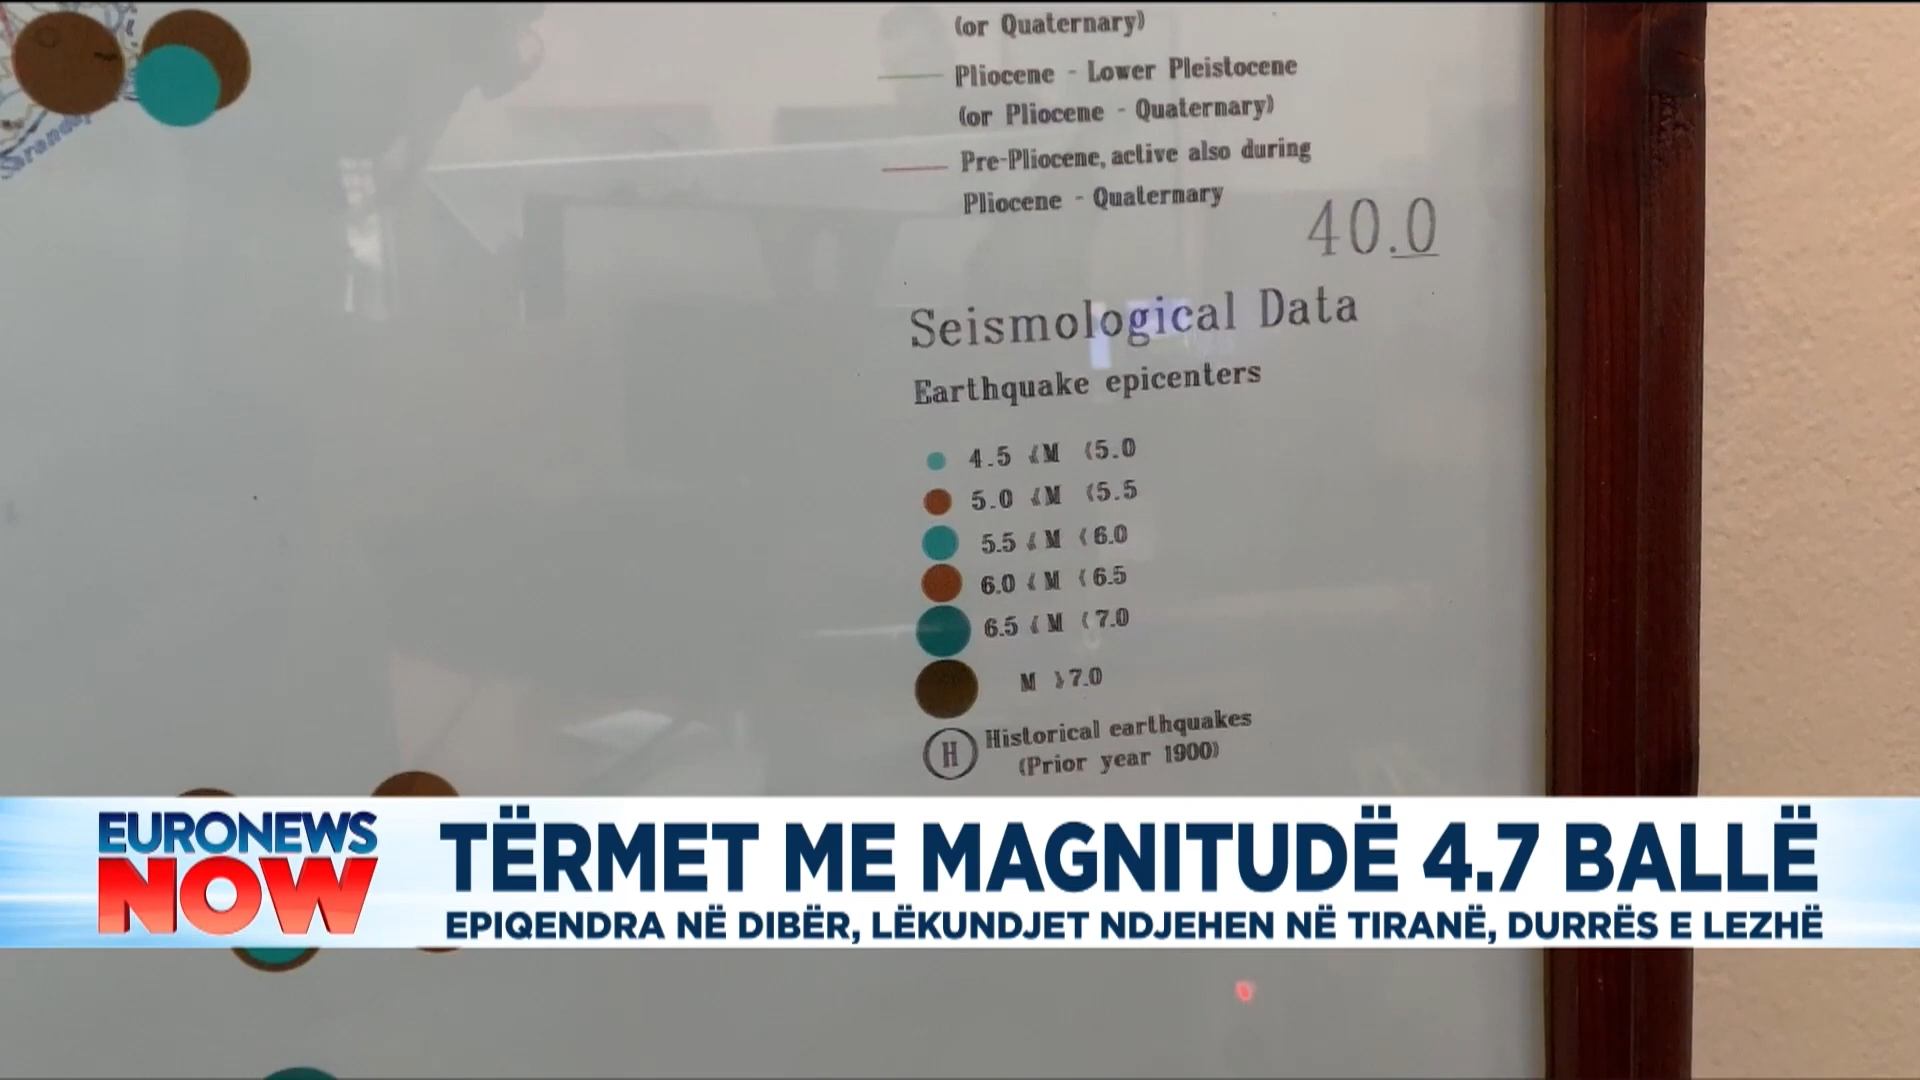 (or Quaternary)
Pliocene - Lower Pleistocene
(or Pliocene - Quaternary)
Pre-Pliocene, active also during
Pliocene - Quaternary
40.0
Seismological Data
Earthquake epicenters
4.5 ⟨M ⟨5.0
5.0 ⟨M ⟨5.5
5.5 ⟨M ⟨6.0
6.0 ⟨M ⟨6.5
6.5 ⟨M ⟨7.0
M ⟩7.0
H Historical earthquakes
(Prior year 1900)
EURONEWS
NOW
TËRMET ME MAGNITUDË 4.7 BALLË
EPIQENDRA NË DIBËR, LËKUNDJET NDJEHEN NË TIRANË, DURRËS E LEZHË